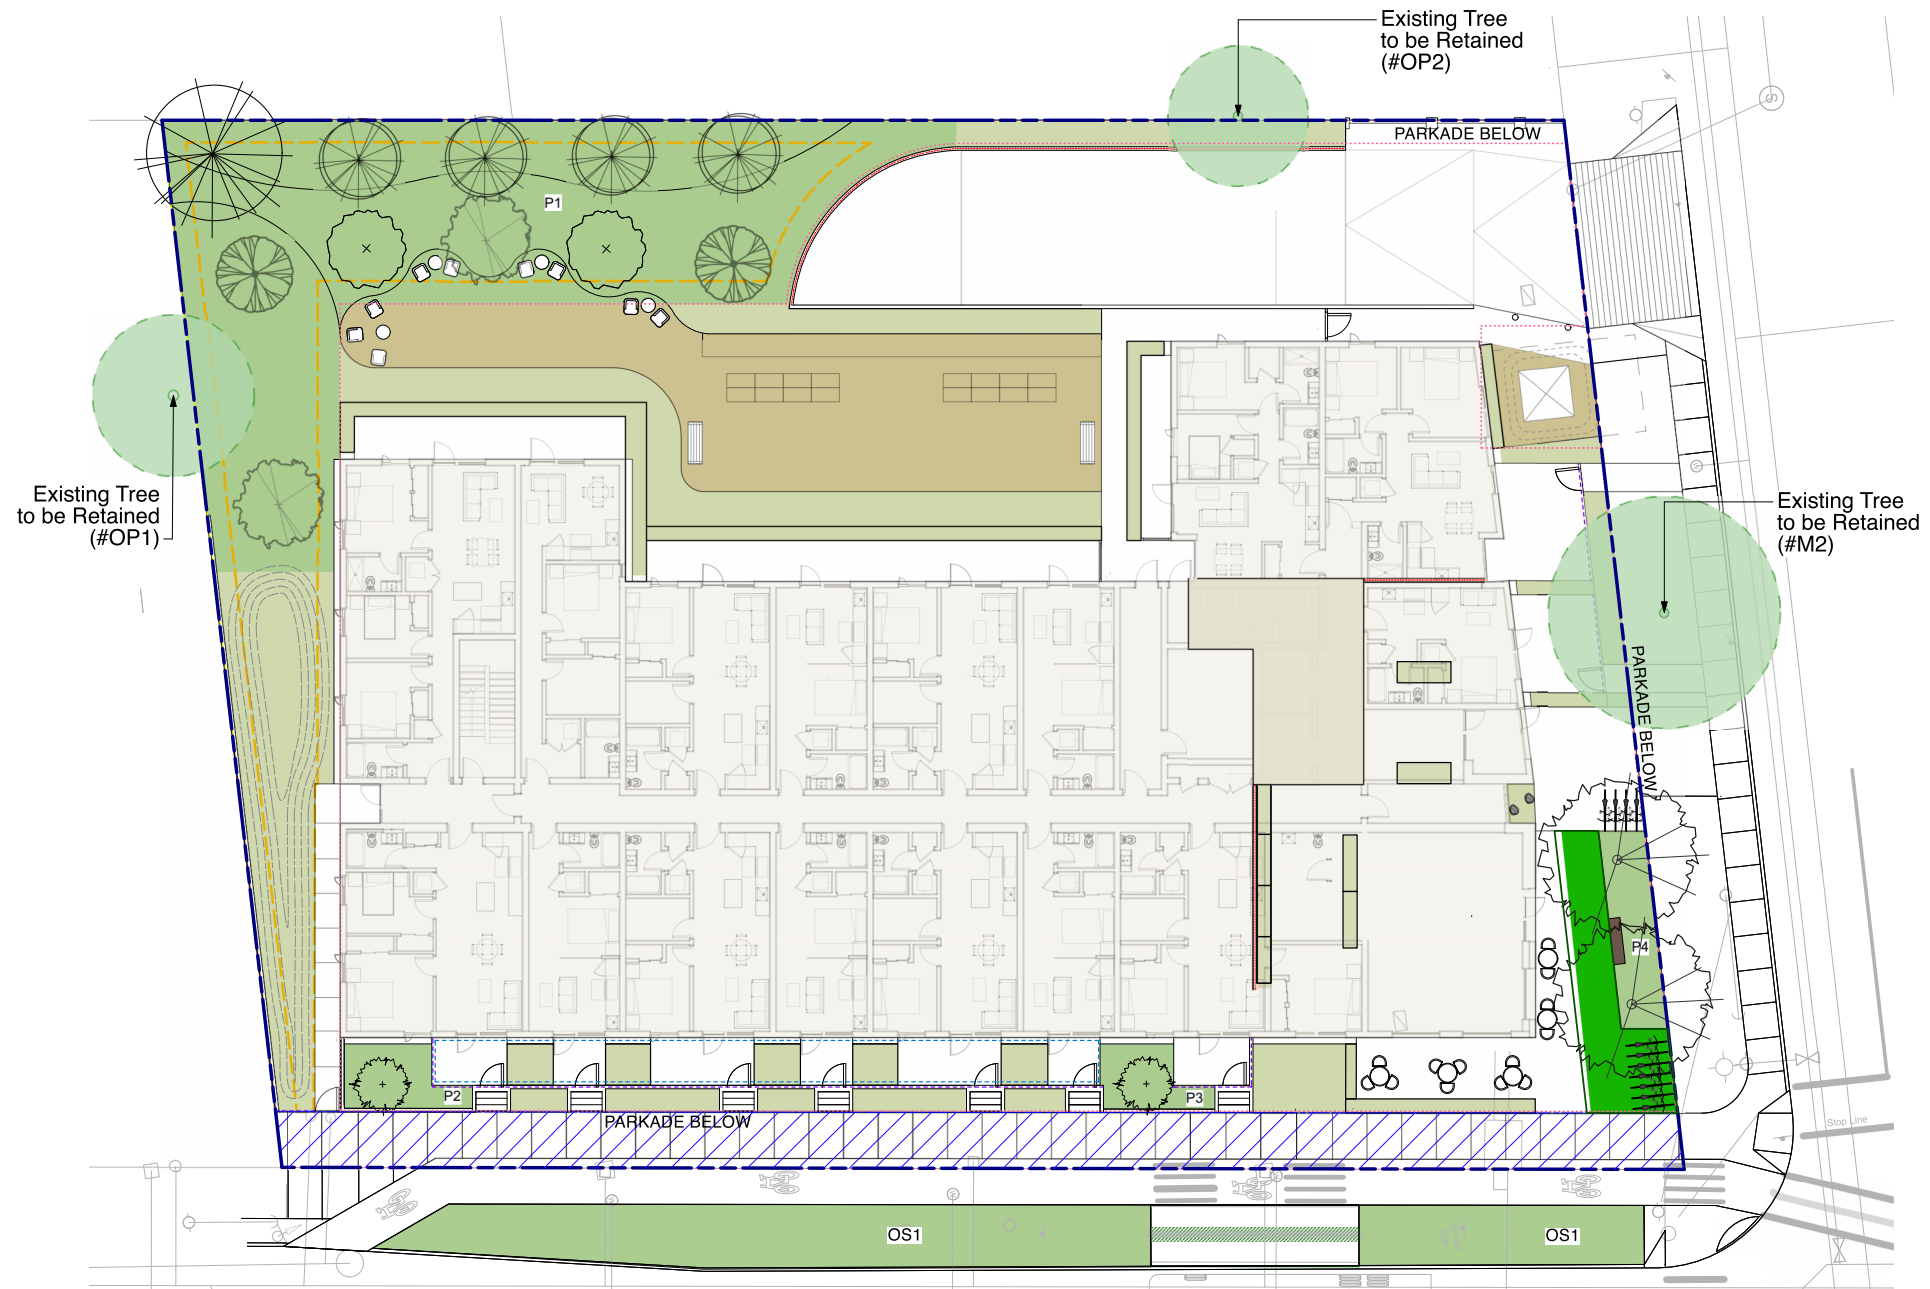 Existing Tree
to be Retained
(#OP2)
PARKADE BELOW
S
P1
Existing Tree
to be Retained
(#OP1)
Existing Tree
to be Retained
(#M2)
PARKADE BELOW
P4
P2
P3
PARKADE BELOW
Stop Line
OS1
OS1